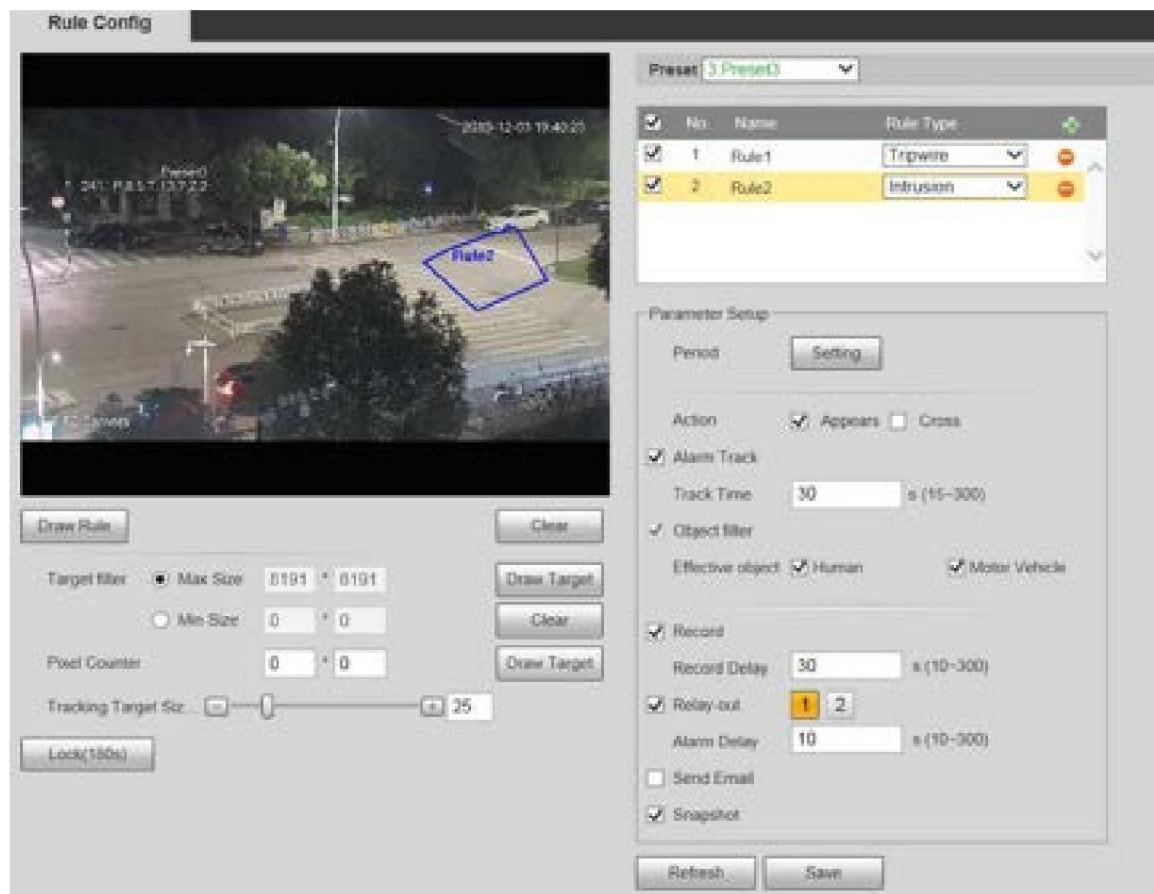 Rule Config
Preset 3 Preset3
No. Name Rule Type
1 Rule1 Tripwire
2 Rule2 Intrusion
19:40:21
Rule2
Parameter Setup
Period Setting
Action Appears Cross
Alarm Track
Track Time 30 s (15~300)
Draw Rule Clear
Object filter
Effective object Human Motor Vehicle
Target filter Max Size 8191 * 8191 Draw Target
Min Size 0 * 0 Clear
Record
Pixel Counter 0 * 0 Draw Target
Record Delay 30 s (10~300)
Tracking Target Siz... 25
Relay-out 1 2
Alarm Delay 10 s (10~300)
Lock(180s)
Send Email
Snapshot
Refresh Save